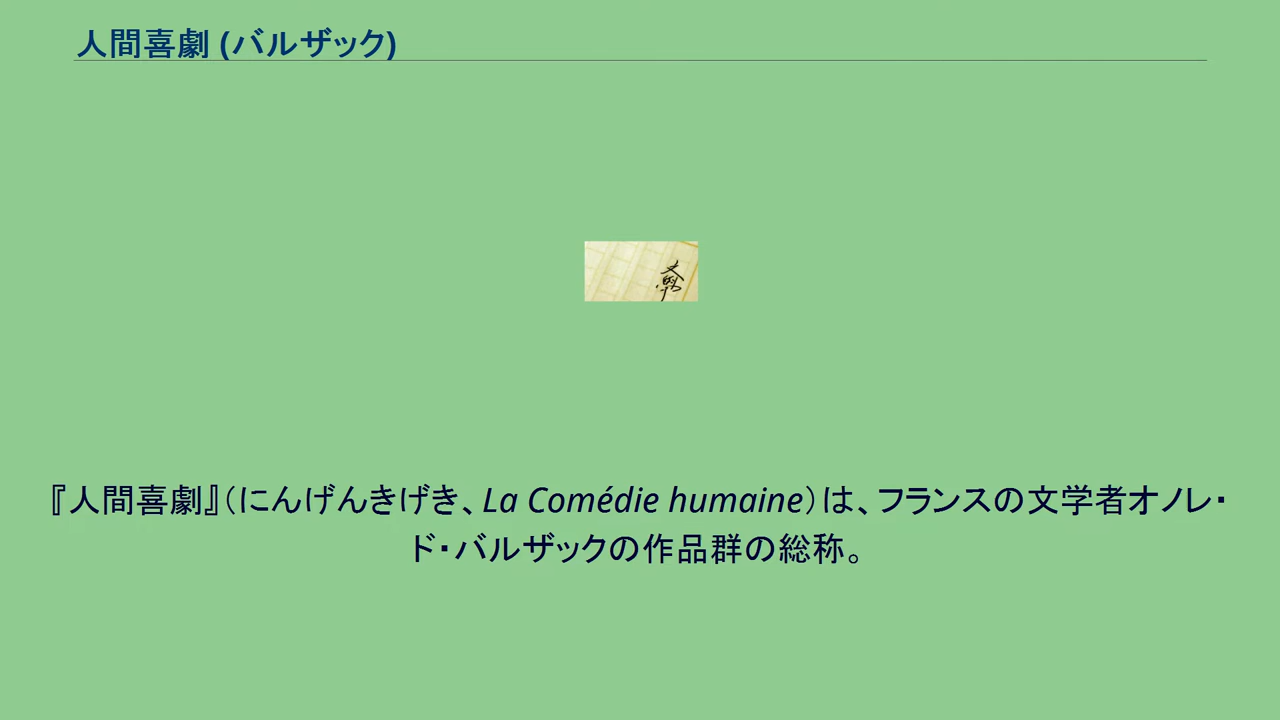 人間喜劇 (バルザック)
『人間喜劇』（にんげんきげき、La Comédie humaine）は、フランスの文学者オノレ・
ド・バルザックの作品群の総称。